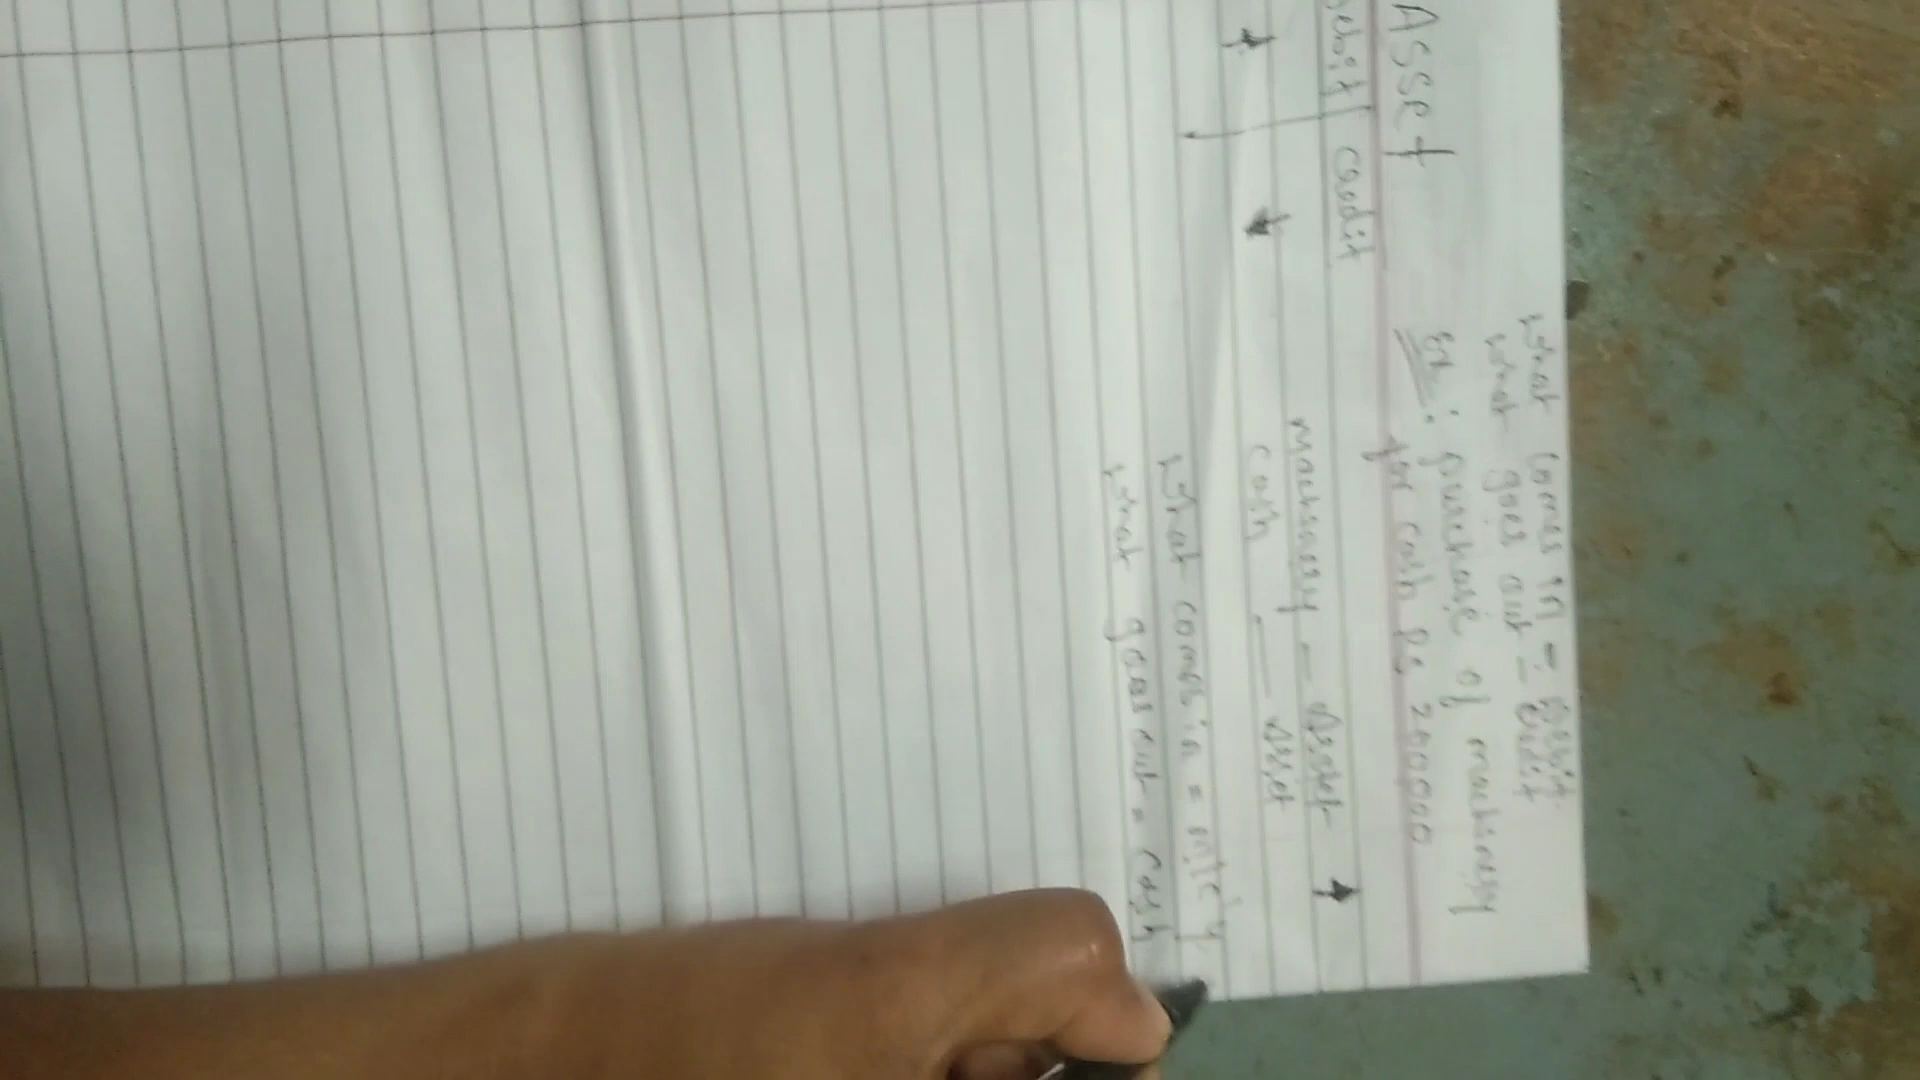 what comes in = Debit
what goes out - Credit
Asset
Ex: purchase of machinery
for cash Rs 200000
debit credit
machinery - Asset
cash - Asset
what comes in = m/c'y
what goes out = cash